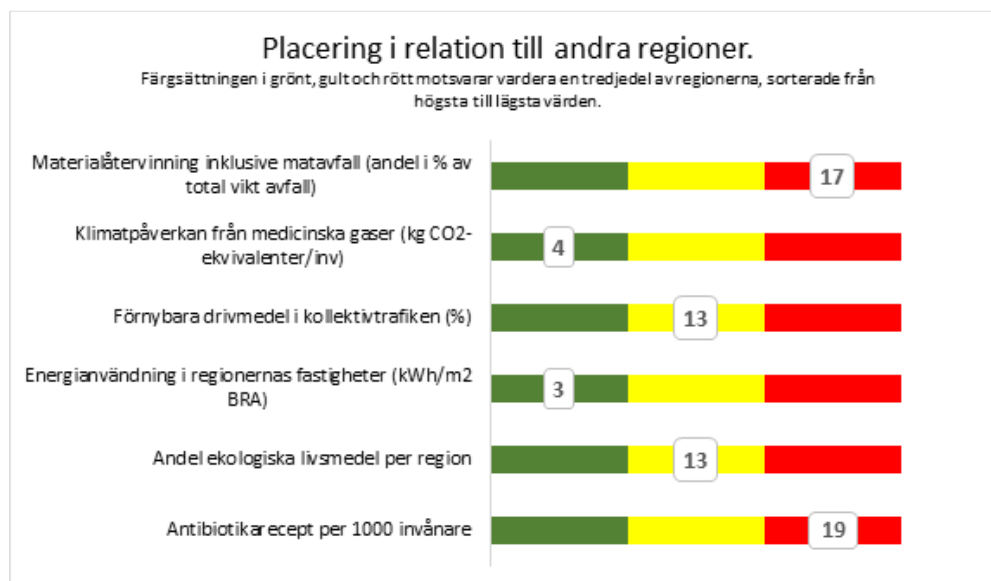 Placering i relation till andra regioner.
Färgsättningen i grönt, gult och rött motsvarar vardera en tredjedel av regionerna, sorterade från
högsta till lägsta värden.
Materialåtervinning inklusive matavfall (andel i % av
total vikt avfall)
17
Klimatpåverkan från medicinska gaser (kg CO2-
ekvivalenter/inv)
4
Förnybara drivmedel i kollektivtrafiken (%)
13
Energianvändning i regionernas fastigheter (kWh/m2
BRA)
3
Andel ekologiska livsmedel per region
13
Antibiotikarecept per 1000 invånare
19